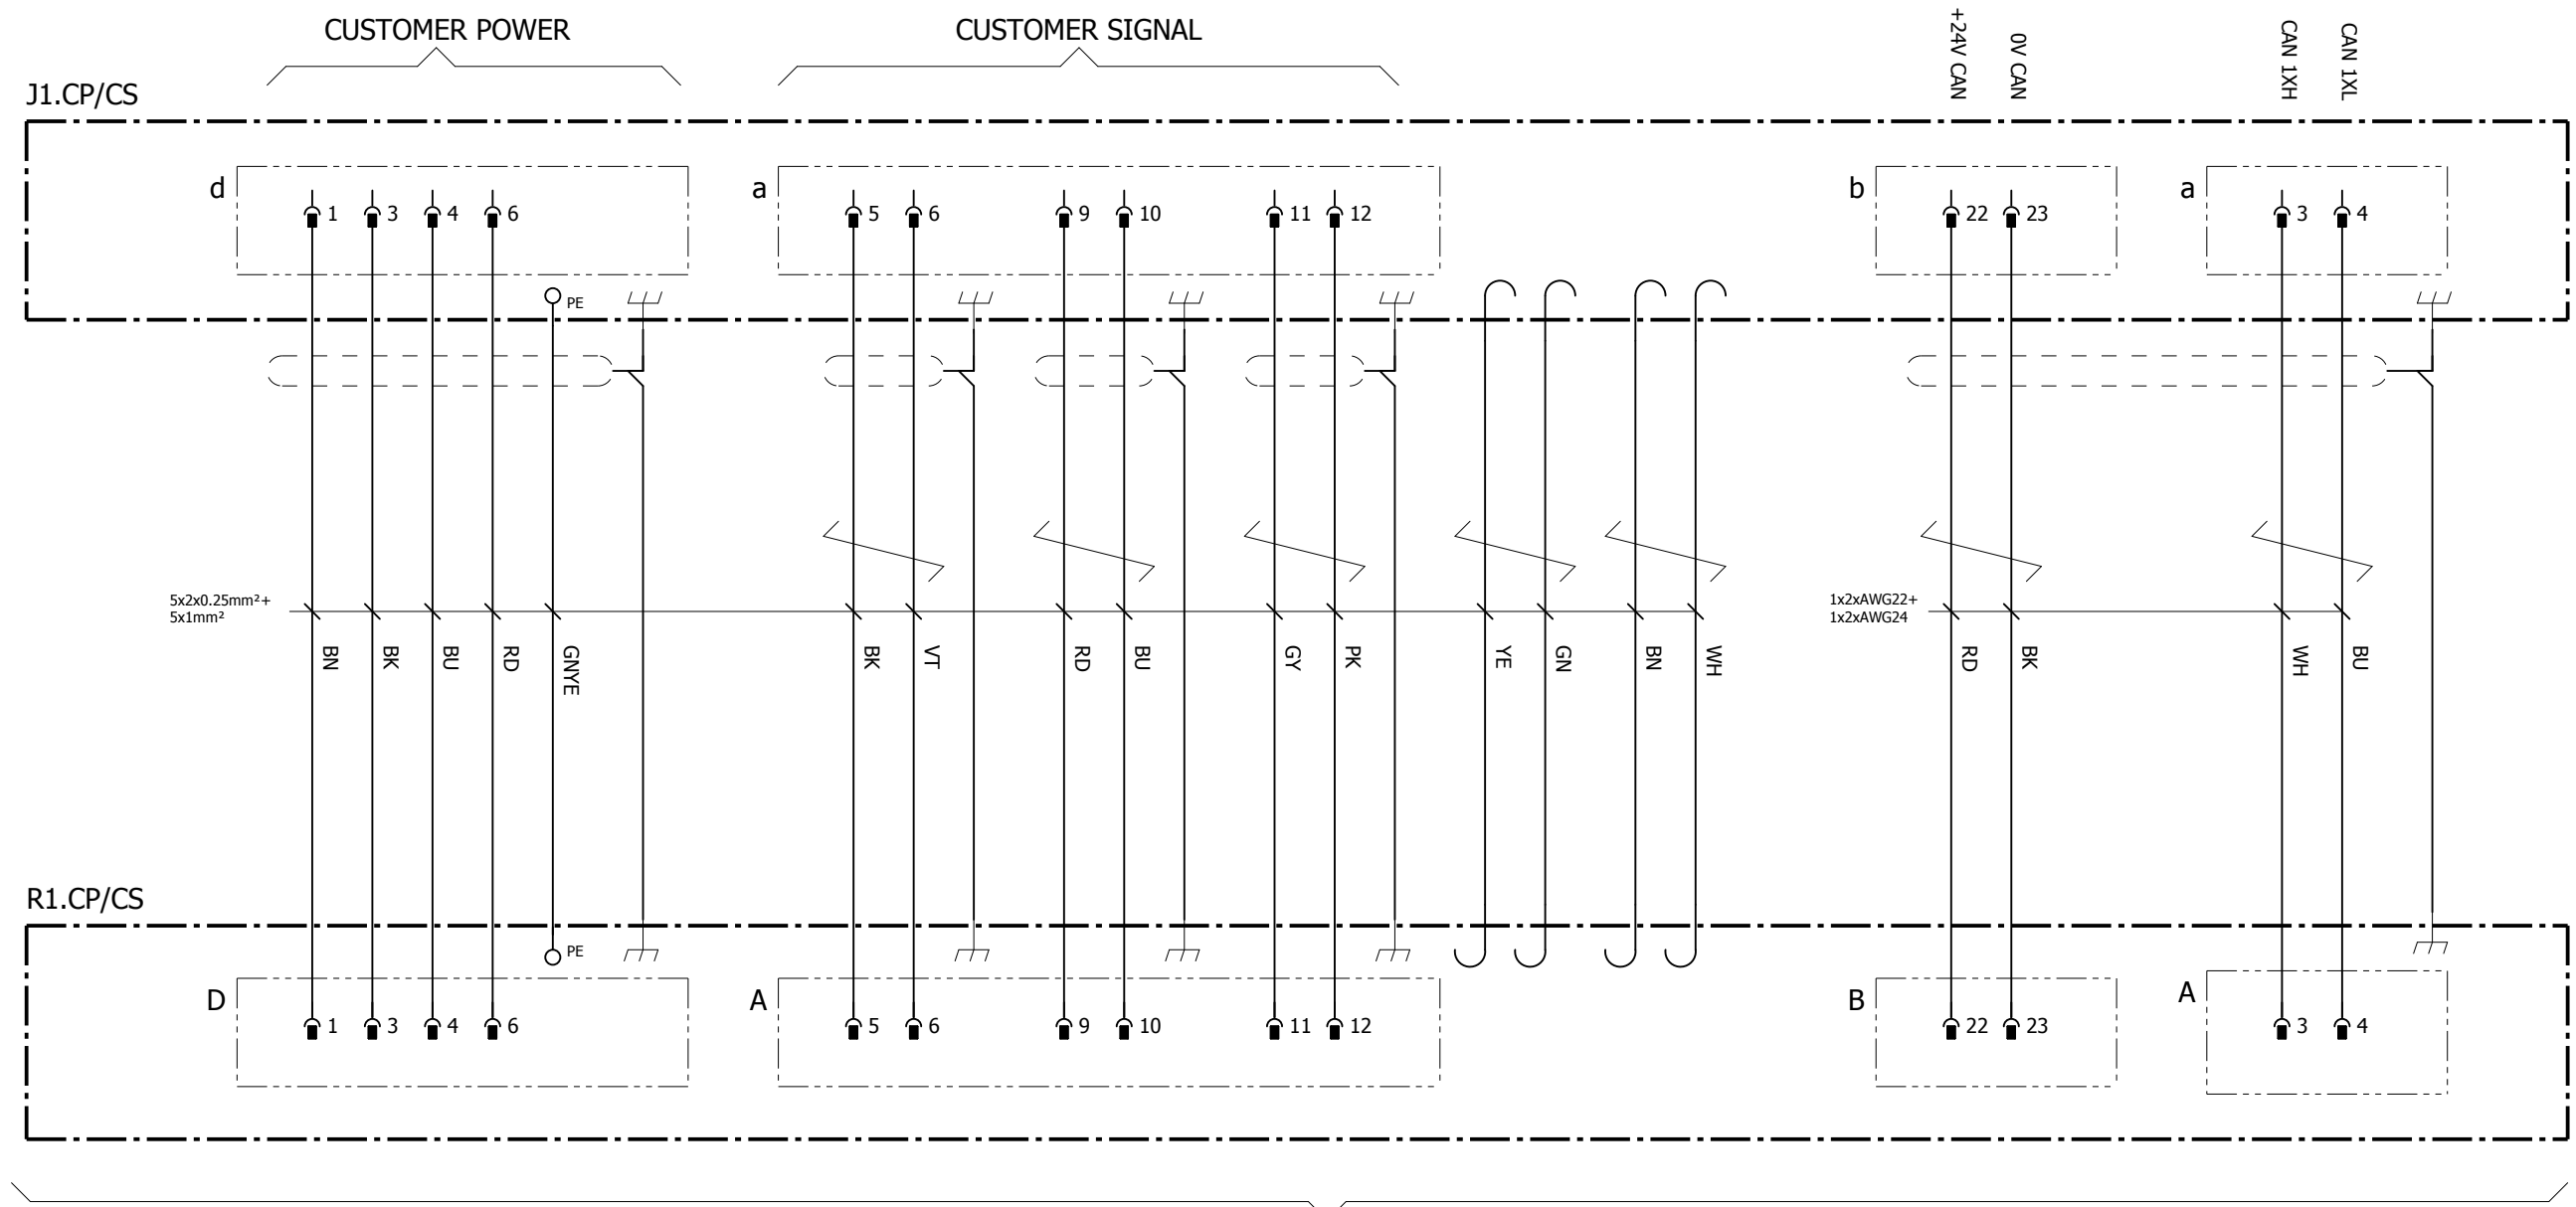 CUSTOMER POWER
CUSTOMER SIGNAL
+24V CAN
0V CAN
CAN 1XH
CAN 1XL
J1.CP/CS
d
1
3
4
6
a
5
6
9
10
11
12
b
22
23
a
3
4
PE
5x2x0.25mm²+
5x1mm²
1x2xAWG22+
1x2xAWG24
BN
BK
BU
RD
GNYE
BK
VT
RD
BU
GY
PK
YE
GN
BN
WH
RD
BK
WH
BU
R1.CP/CS
PE
D
1
3
4
6
A
5
6
9
10
11
12
B
22
23
A
3
4